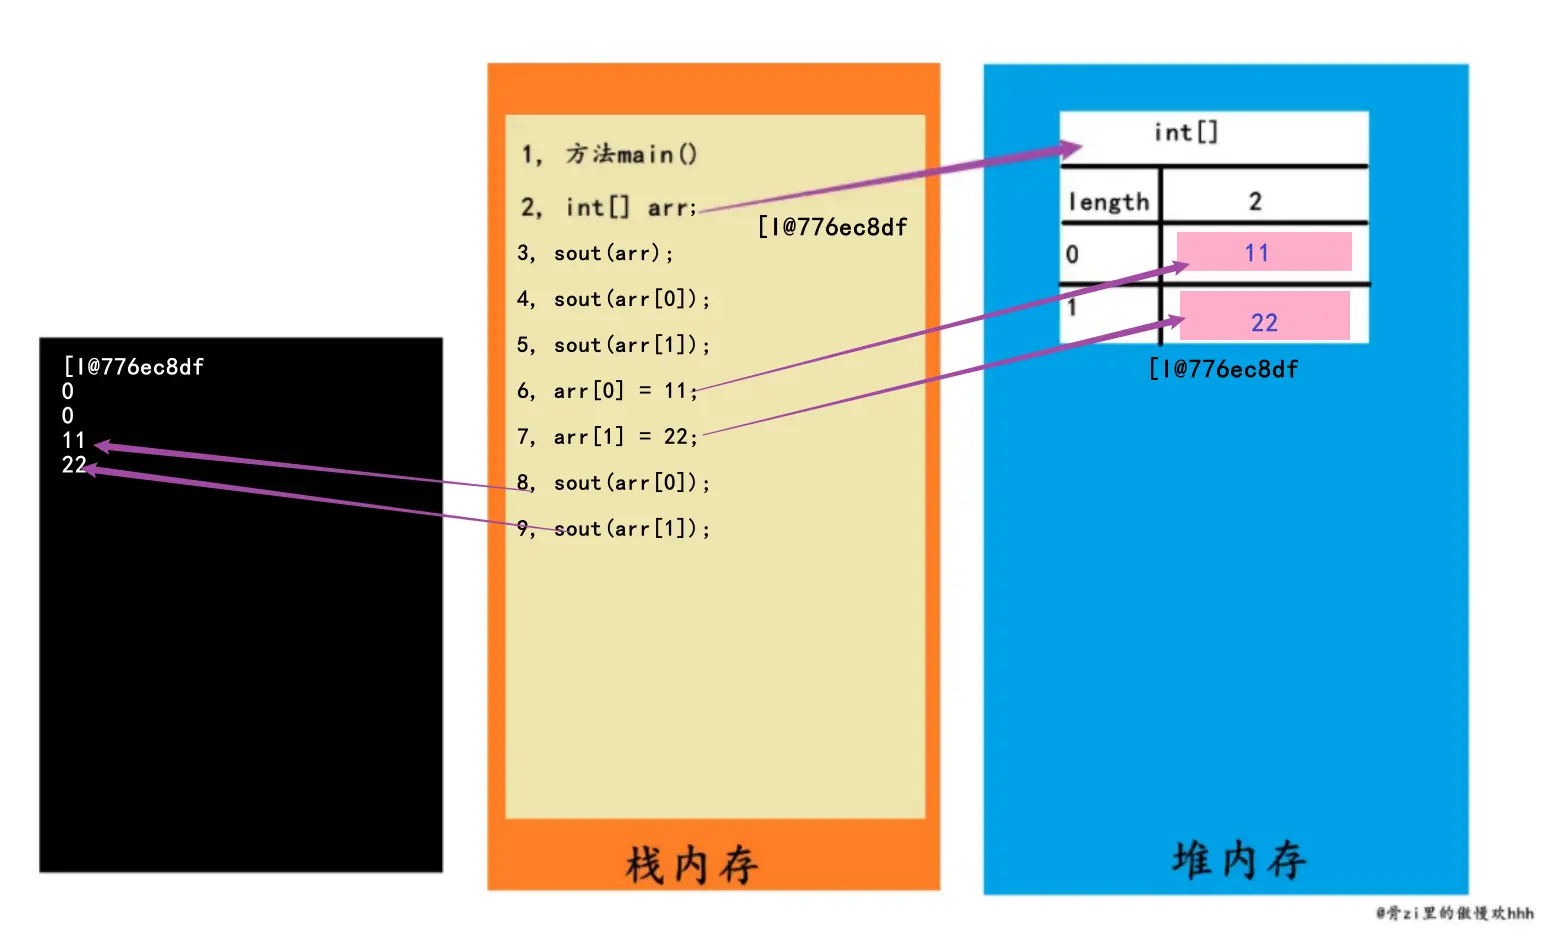 [I@776ec8df
0
0
11
22
1, 方法main()
2, int[] arr;
[I@776ec8df
3, sout(arr);
4, sout(arr[0]);
5, sout(arr[1]);
6, arr[0] = 11;
7, arr[1] = 22;
8, sout(arr[0]);
9, sout(arr[1]);
栈内存
int[]
length 2
0 11
1 22
[I@776ec8df
堆内存
@骨zi里的傲慢欢hhh